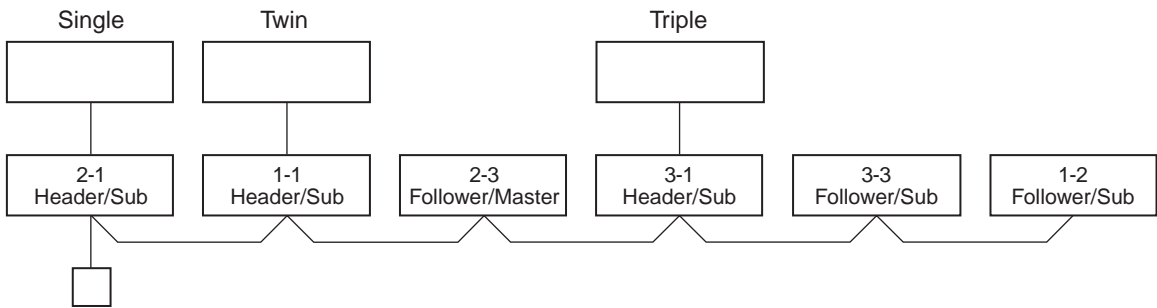 Single
Twin
Triple
2-1
Header/Sub
1-1
Header/Sub
2-3
Follower/Master
3-1
Header/Sub
3-3
Follower/Sub
1-2
Follower/Sub